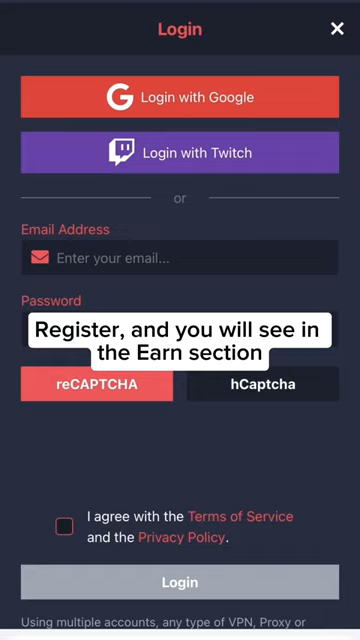 Login
Login with Google
Login with Twitch
or
Email Address
Enter your email...
Password
Register, and you will see in
the Earn section
reCAPTCHA
hCaptcha
I agree with the Terms of Service
and the Privacy Policy.
Login
Using multiple accounts, any type of VPN, Proxy or